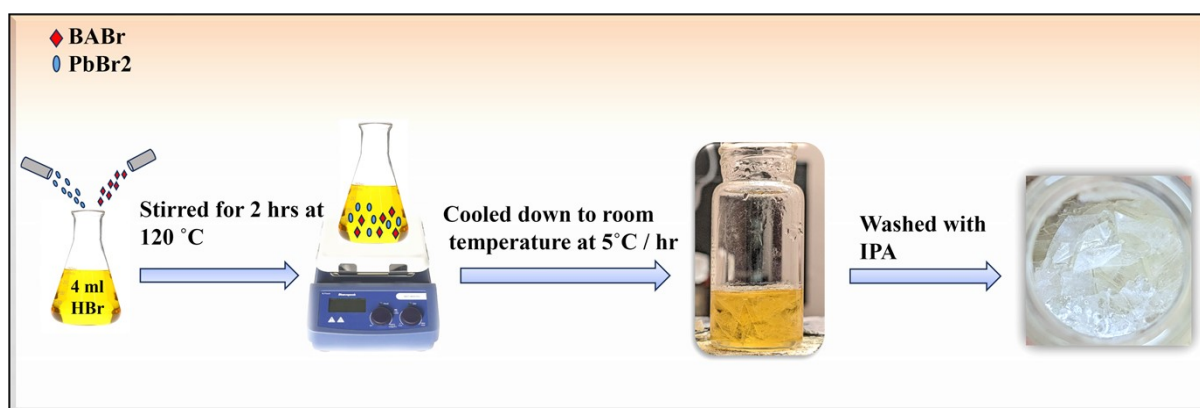 BABr
PbBr2
4 ml
HBr
Stirred for 2 hrs at
120 ˚C
Cooled down to room
temperature at 5˚C / hr
Washed with
IPA